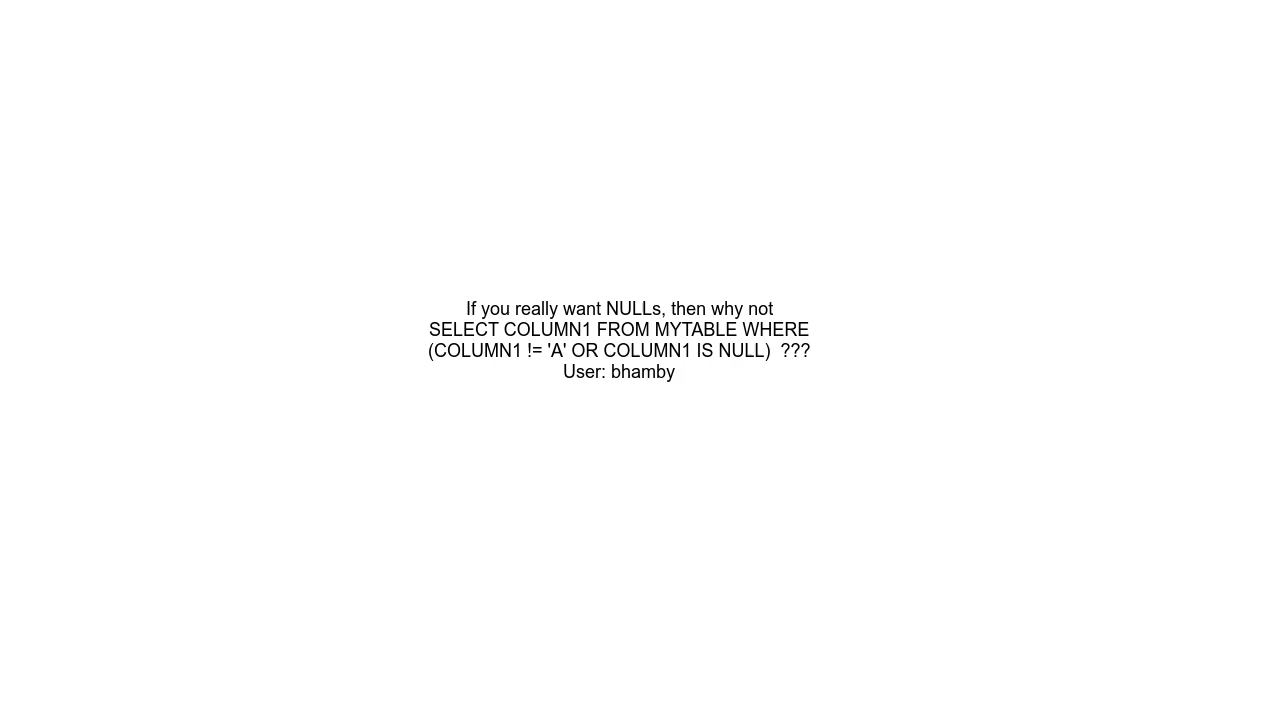 If you really want NULLs, then why not
SELECT COLUMN1 FROM MYTABLE WHERE
(COLUMN1 != 'A' OR COLUMN1 IS NULL)  ???
User: bhamby